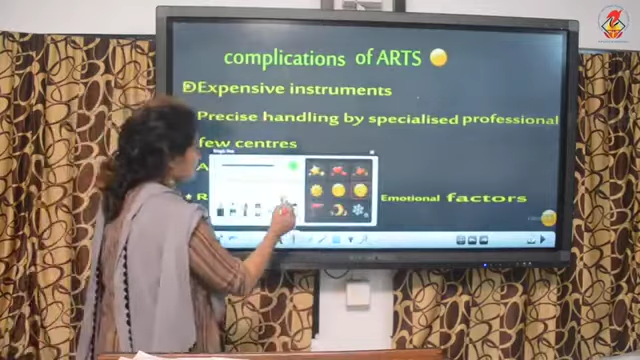 complications of ARTS
Expensive instruments
Precise handling by specialised professional
few centres
Emotional factors